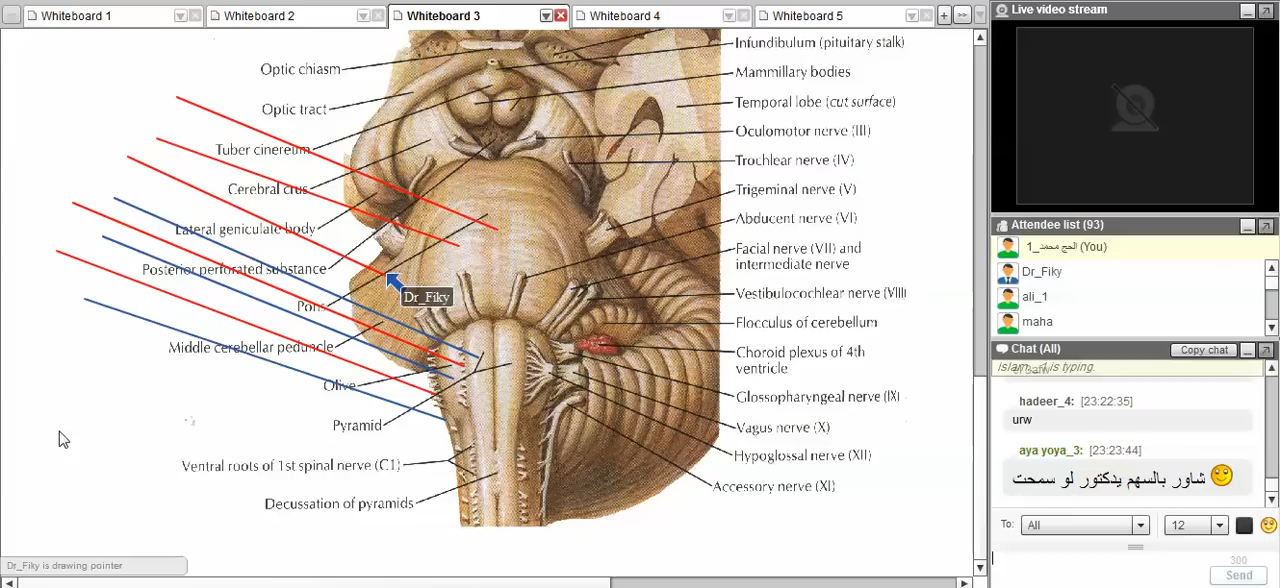 Whiteboard 1
Whiteboard 2
Whiteboard 3
Whiteboard 4
Whiteboard 5
Optic chiasm
Optic tract
Tuber cinereum
Cerebral crus
Lateral geniculate body
Posterior perforated substance
Pons
Middle cerebellar peduncle
Olive
Pyramid
Ventral roots of 1st spinal nerve (C1)
Decussation of pyramids
Dr_Fiky
Infundibulum (pituitary stalk)
Mammillary bodies
Temporal lobe (cut surface)
Oculomotor nerve (III)
Trochlear nerve (IV)
Trigeminal nerve (V)
Abducent nerve (VI)
Facial nerve (VII) and
intermediate nerve
Vestibulocochlear nerve (VIII)
Flocculus of cerebellum
Choroid plexus of 4th
ventricle
Glossopharyngeal nerve (IX)
Vagus nerve (X)
Hypoglossal nerve (XII)
Accessory nerve (XI)
Dr_Fiky is drawing pointer
Live video stream
Attendee list (93)
الحج محمد_1 (You)
Dr_Fiky
ali_1
maha
Chat (All)
Copy chat
is typing.
hadeer_4: [23:22:35]
urw
aya yoya_3: [23:23:44]
شاور بالسهم يدكتور لو سمحت
To:
All
12
300
Send